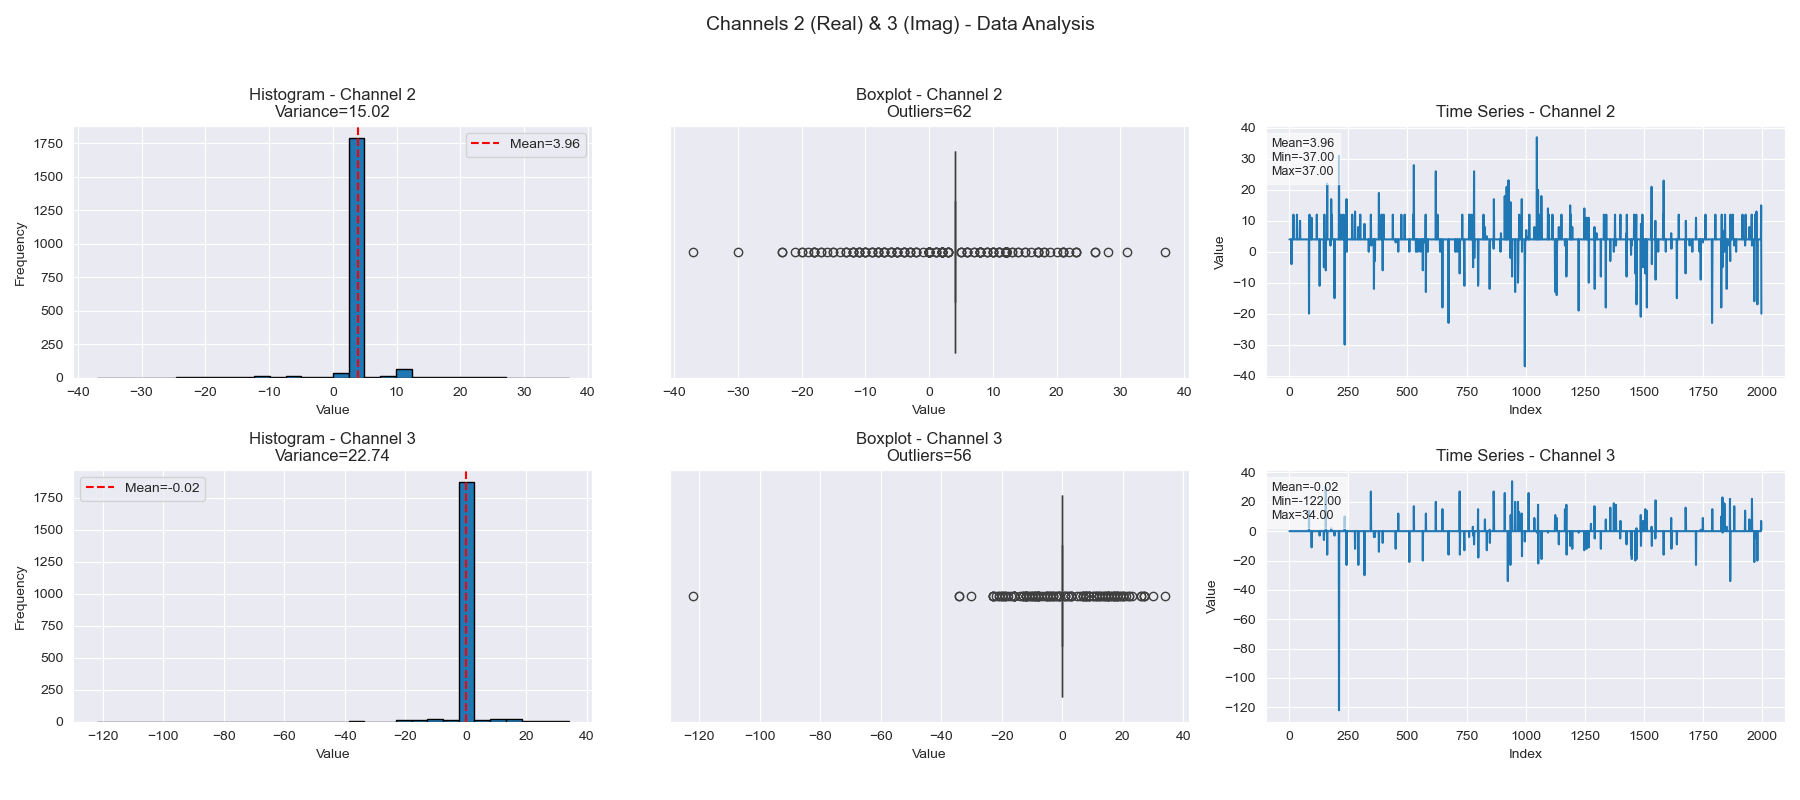 Channels 2 (Real) & 3 (Imag) - Data Analysis
Histogram - Channel 2
Variance=15.02
Mean=3.96
Frequency
1750
1500
1250
1000
750
500
250
0
−40 −30 −20 −10 0 10 20 30 40
Value
Boxplot - Channel 2
Outliers=62
−40 −30 −20 −10 0 10 20 30 40
Value
Time Series - Channel 2
Mean=3.96
Min=-37.00
Max=37.00
Value
40
30
20
10
0
−10
−20
−30
−40
0 250 500 750 1000 1250 1500 1750 2000
Index
Histogram - Channel 3
Variance=22.74
Mean=-0.02
Frequency
1750
1500
1250
1000
750
500
250
0
−120 −100 −80 −60 −40 −20 0 20 40
Value
Boxplot - Channel 3
Outliers=56
−120 −100 −80 −60 −40 −20 0 20 40
Value
Time Series - Channel 3
Mean=-0.02
Min=-122.00
Max=34.00
Value
40
20
0
−20
−40
−60
−80
−100
−120
0 250 500 750 1000 1250 1500 1750 2000
Index